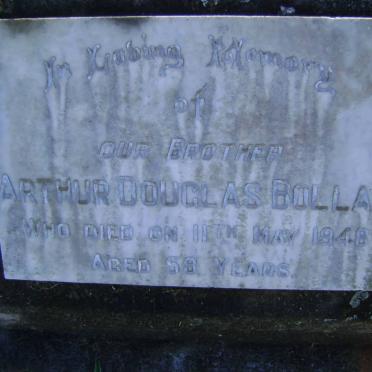 In Loving Memory
of
OUR BROTHER
ARTHUR DOUGLAS BOLLA
WHO DIED ON 11TH MAY 1946
AGED 58 YEARS.